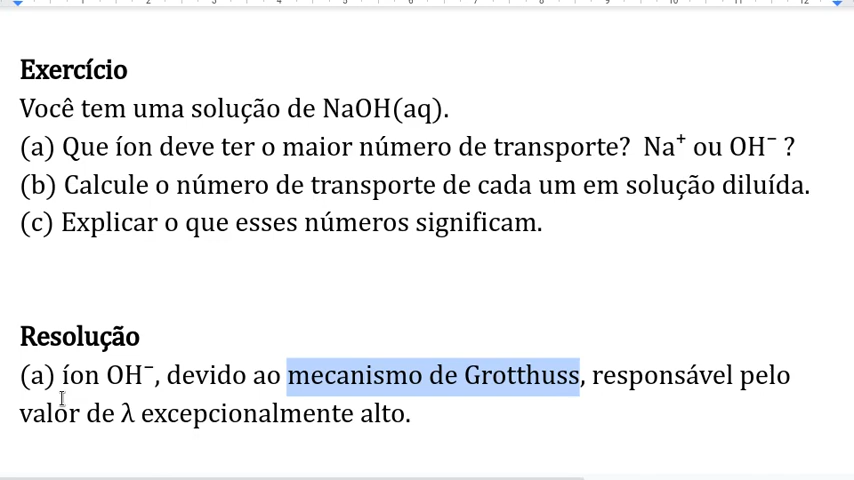 Exercício
Você tem uma solução de NaOH(aq).
(a) Que íon deve ter o maior número de transporte?  Na⁺ ou OH⁻ ?
(b) Calcule o número de transporte de cada um em solução diluída.
(c) Explicar o que esses números significam.
Resolução
(a) íon OH⁻, devido ao mecanismo de Grotthuss, responsável pelo
valor de λ excepcionalmente alto.